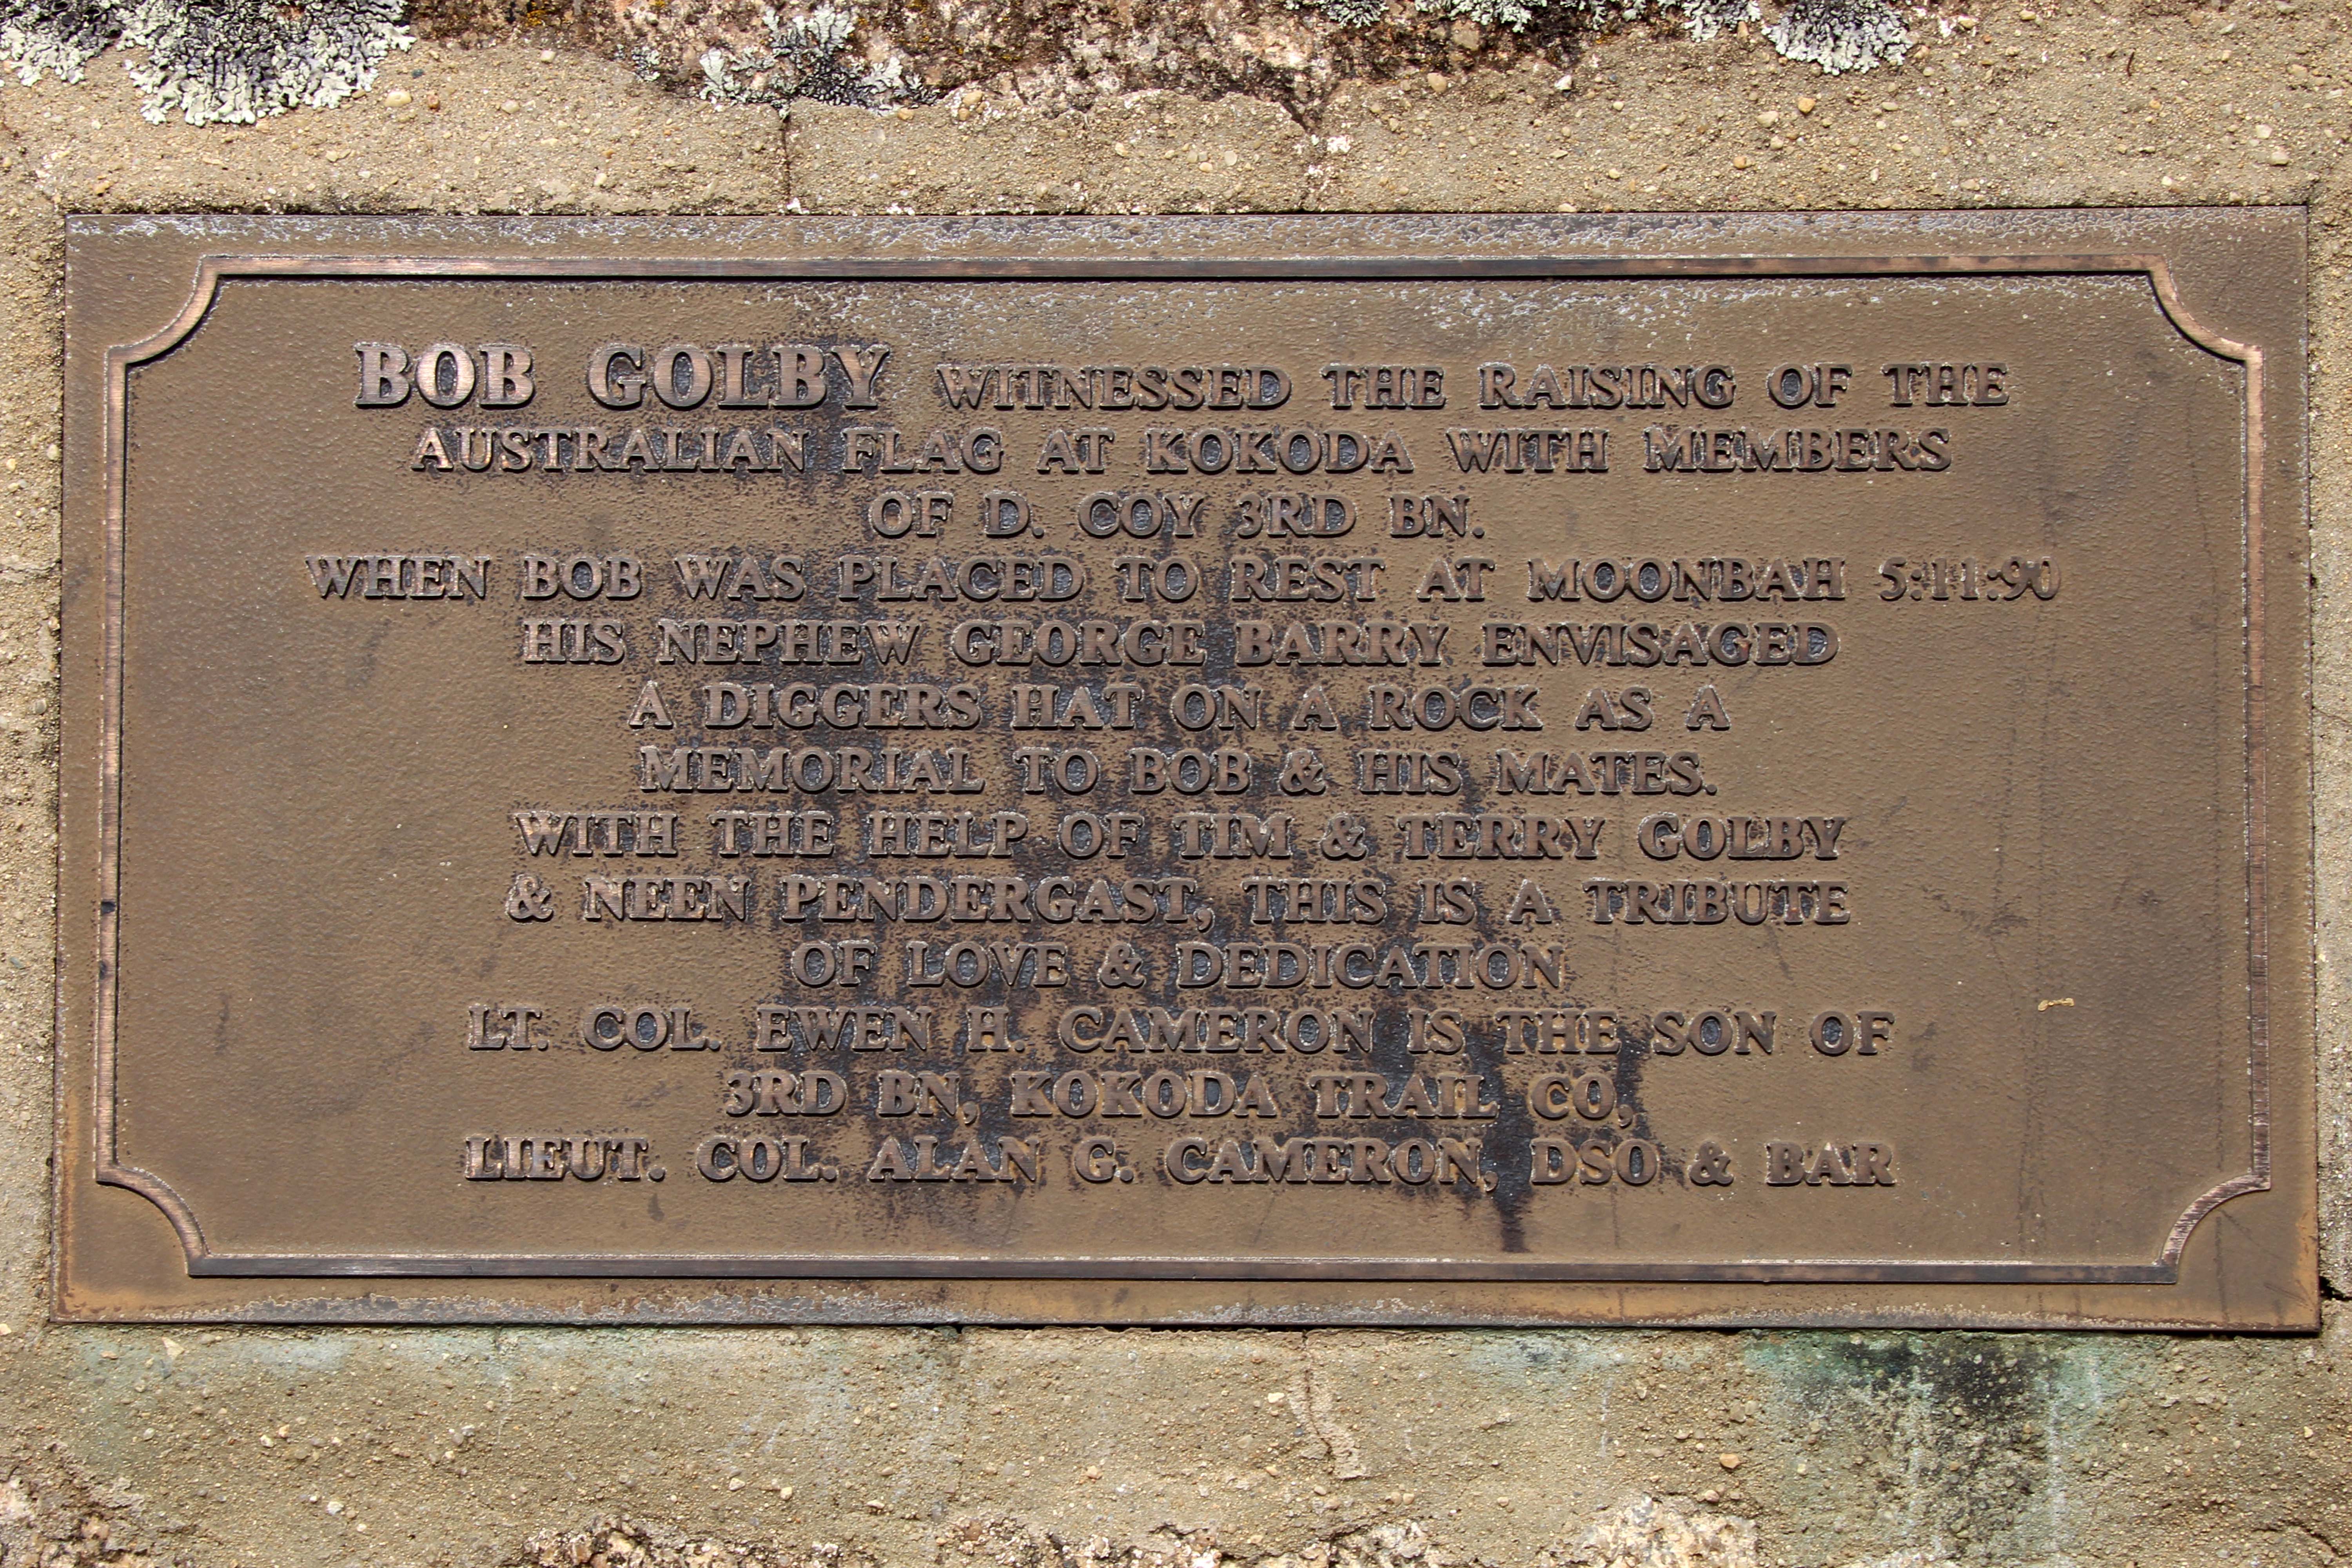 BOB GOLBY WITNESSED THE RAISING OF THE
AUSTRALIAN FLAG AT KOKODA WITH MEMBERS
OF D. COY 3RD BN.
WHEN BOB WAS PLACED TO REST AT MOONBAH 5:11:90
HIS NEPHEW GEORGE BARRY ENVISAGED
A DIGGERS HAT ON A ROCK AS A
MEMORIAL TO BOB & HIS MATES.
WITH THE HELP OF TIM & TERRY GOLBY
& NEEN PENDERGAST, THIS IS A TRIBUTE
OF LOVE & DEDICATION
LT. COL. EWEN H. CAMERON IS THE SON OF
3RD BN, KOKODA TRAIL CO,
LIEUT. COL. ALAN G. CAMERON, DSO & BAR